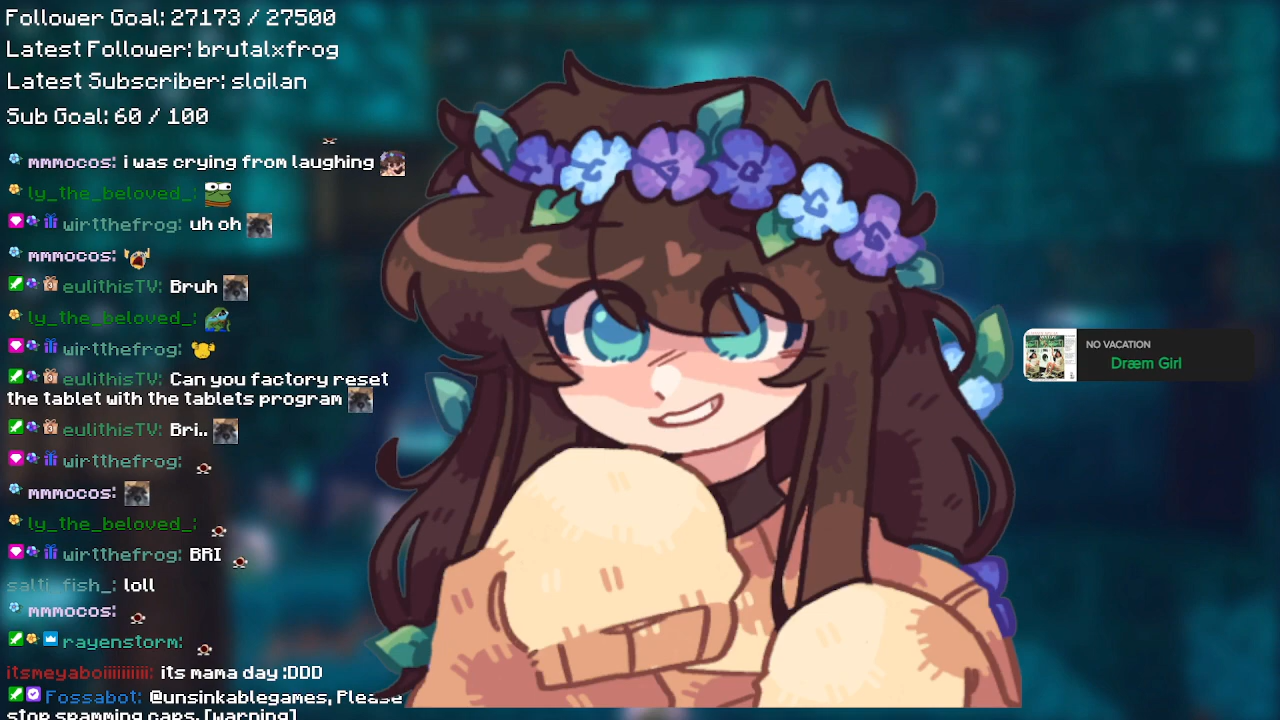 Follower Goal: 27173 / 27500
Latest Follower: brutalxfrog
Latest Subscriber: sloilan
Sub Goal: 60 / 100
mmmocos: i was crying from laughing
ly_the_beloved_:
wirtthefrog: uh oh
mmmocos:
eulithisTV: Bruh
ly_the_beloved_:
wirtthefrog:
eulithisTV: Can you factory reset
the tablet with the tablets program
eulithisTV: Bri..
wirtthefrog:
mmmocos:
ly_the_beloved_:
wirtthefrog: BRI
salti_fish_: loll
mmmocos:
rayenstorm:
itsmeyaboiiiiiiiiii: its mama day :DDD
Fossabot: @unsinkablegames, Please
stop spamming caps. [warning]
NO VACATION
Dræm Girl